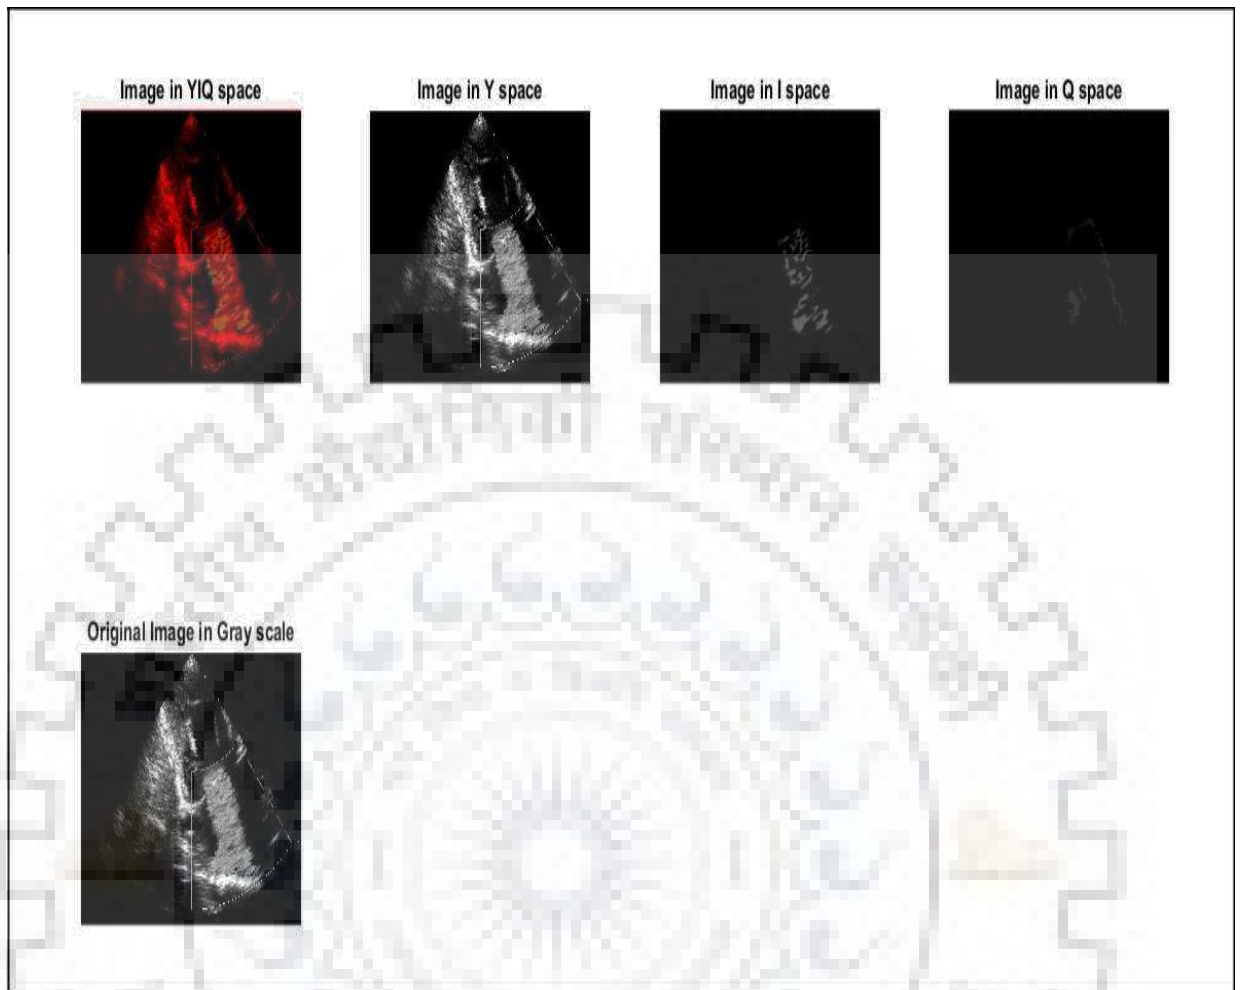 Image in YIQ space
Image in Y space
Image in I space
Image in Q space
Original Image in Gray scale